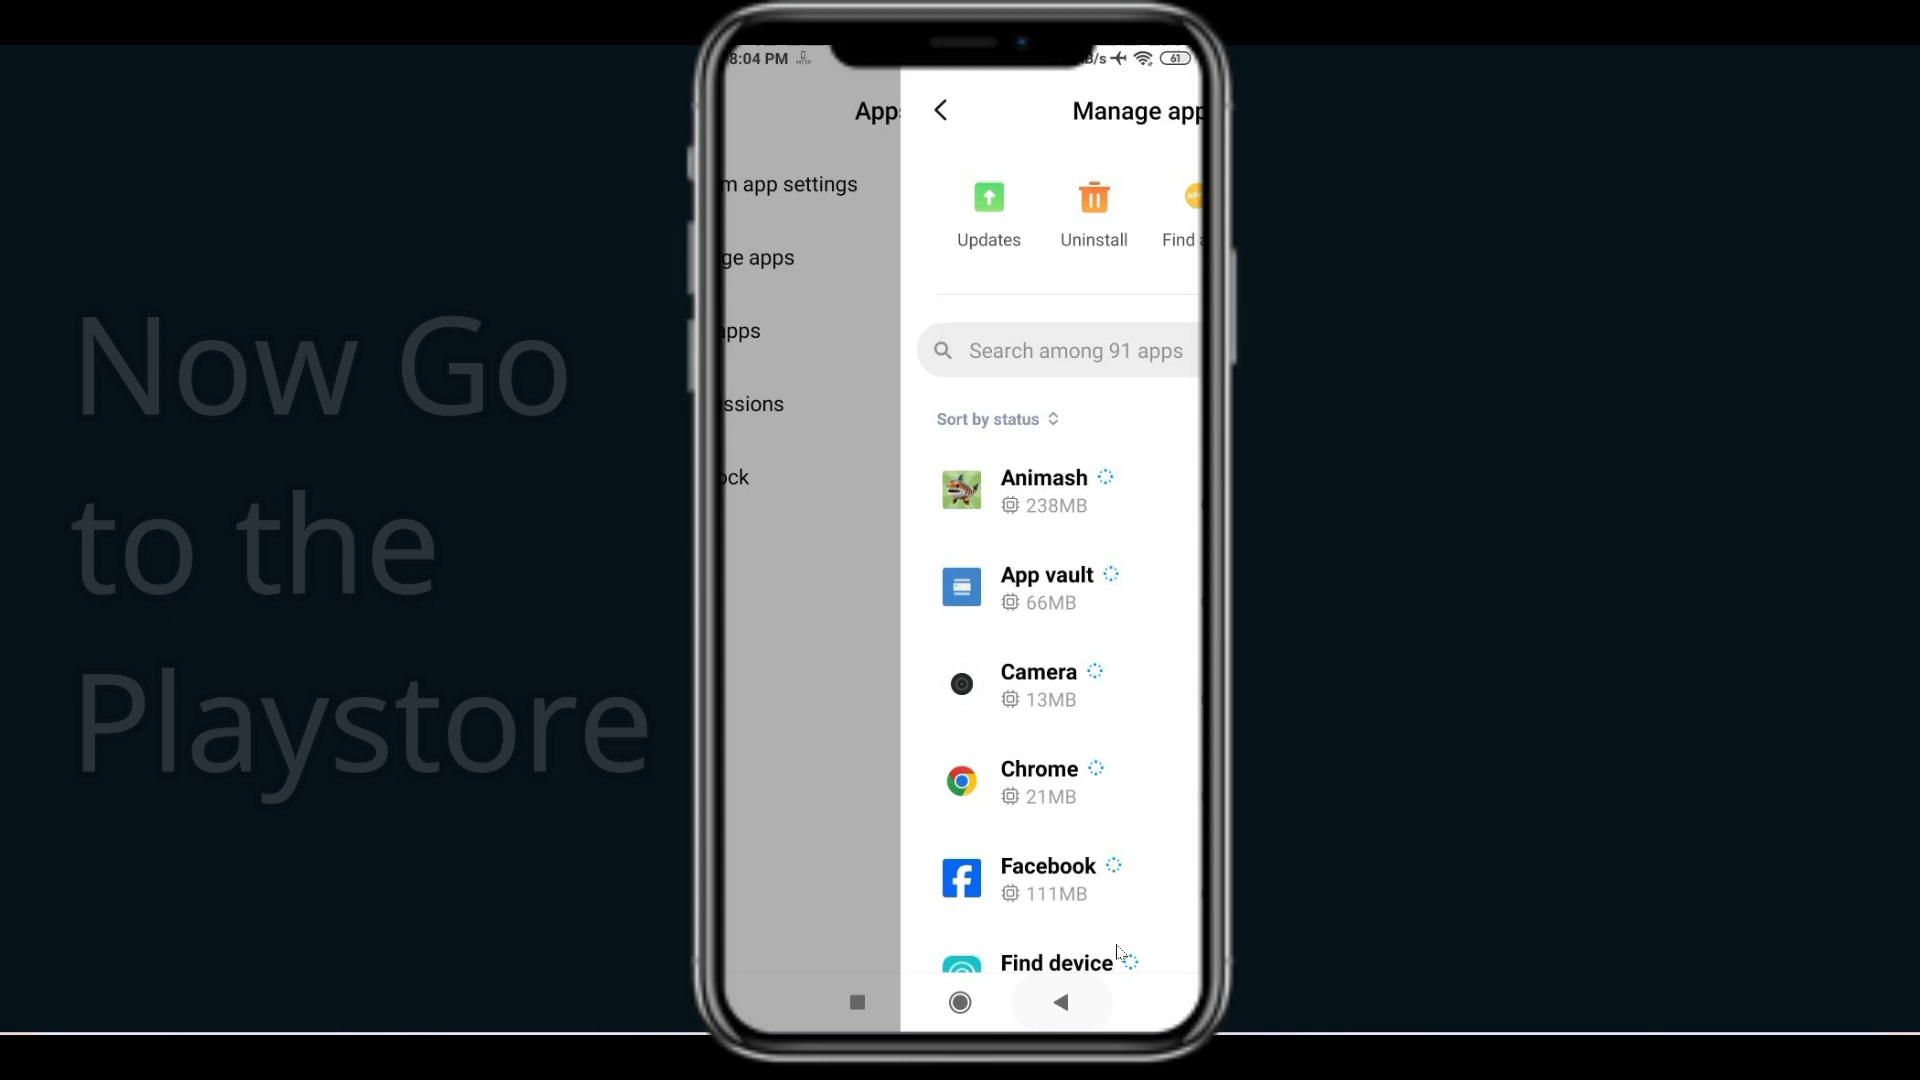 8:04 PM
B/s
61
Apps
Manage app
m app settings
ge apps
apps
ssions
ock
Updates
Uninstall
Find
Search among 91 apps
Sort by status
Animash
238MB
App vault
66MB
Camera
13MB
Chrome
21MB
Facebook
111MB
Find device
Now Go
to the
Playstore